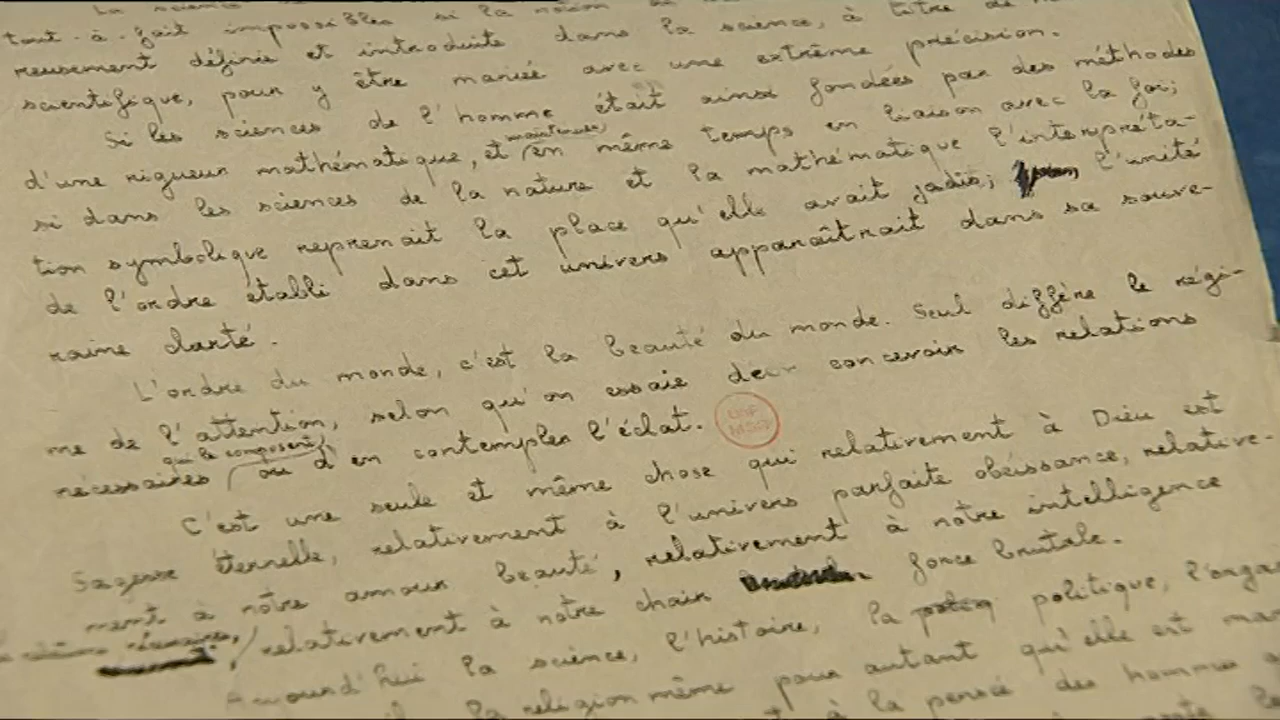 La science
tout-à-fait impossibles si la notion de
reusement définie et introduite dans la science, à titre de
scientifique, pour y être maniée avec une extrême précision.
Si les sciences de l'homme étaient ainsi fondées par des méthodes
d'une rigueur mathématique, et maintenues en même temps en liaison avec la foi;
si dans les sciences de la nature et la mathématique l'interpréta-
tion symbolique reprenait la place qu'elle avait jadis; l'unité
de l'ordre établi dans cet univers apparaîtrait dans sa souve-
raine clarté.
L'ordre du monde, c'est la beauté du monde. Seul diffère le régi-
me de l'attention, selon qu'on essaie de concevoir les relations
nécessaires qui le composent ou d'en contempler l'éclat.
BNF
MSS
C'est une seule et même chose qui relativement à Dieu est
Sagesse éternelle, relativement à l'univers parfaite obéissance, relative-
ment à notre amour beauté, relativement à notre intelligence
relativement à notre chair force brutale.
Aujourd'hui la science, l'histoire, la politique, l'orga
la religion même pour autant qu'elle est mar
à la pensé des hommes